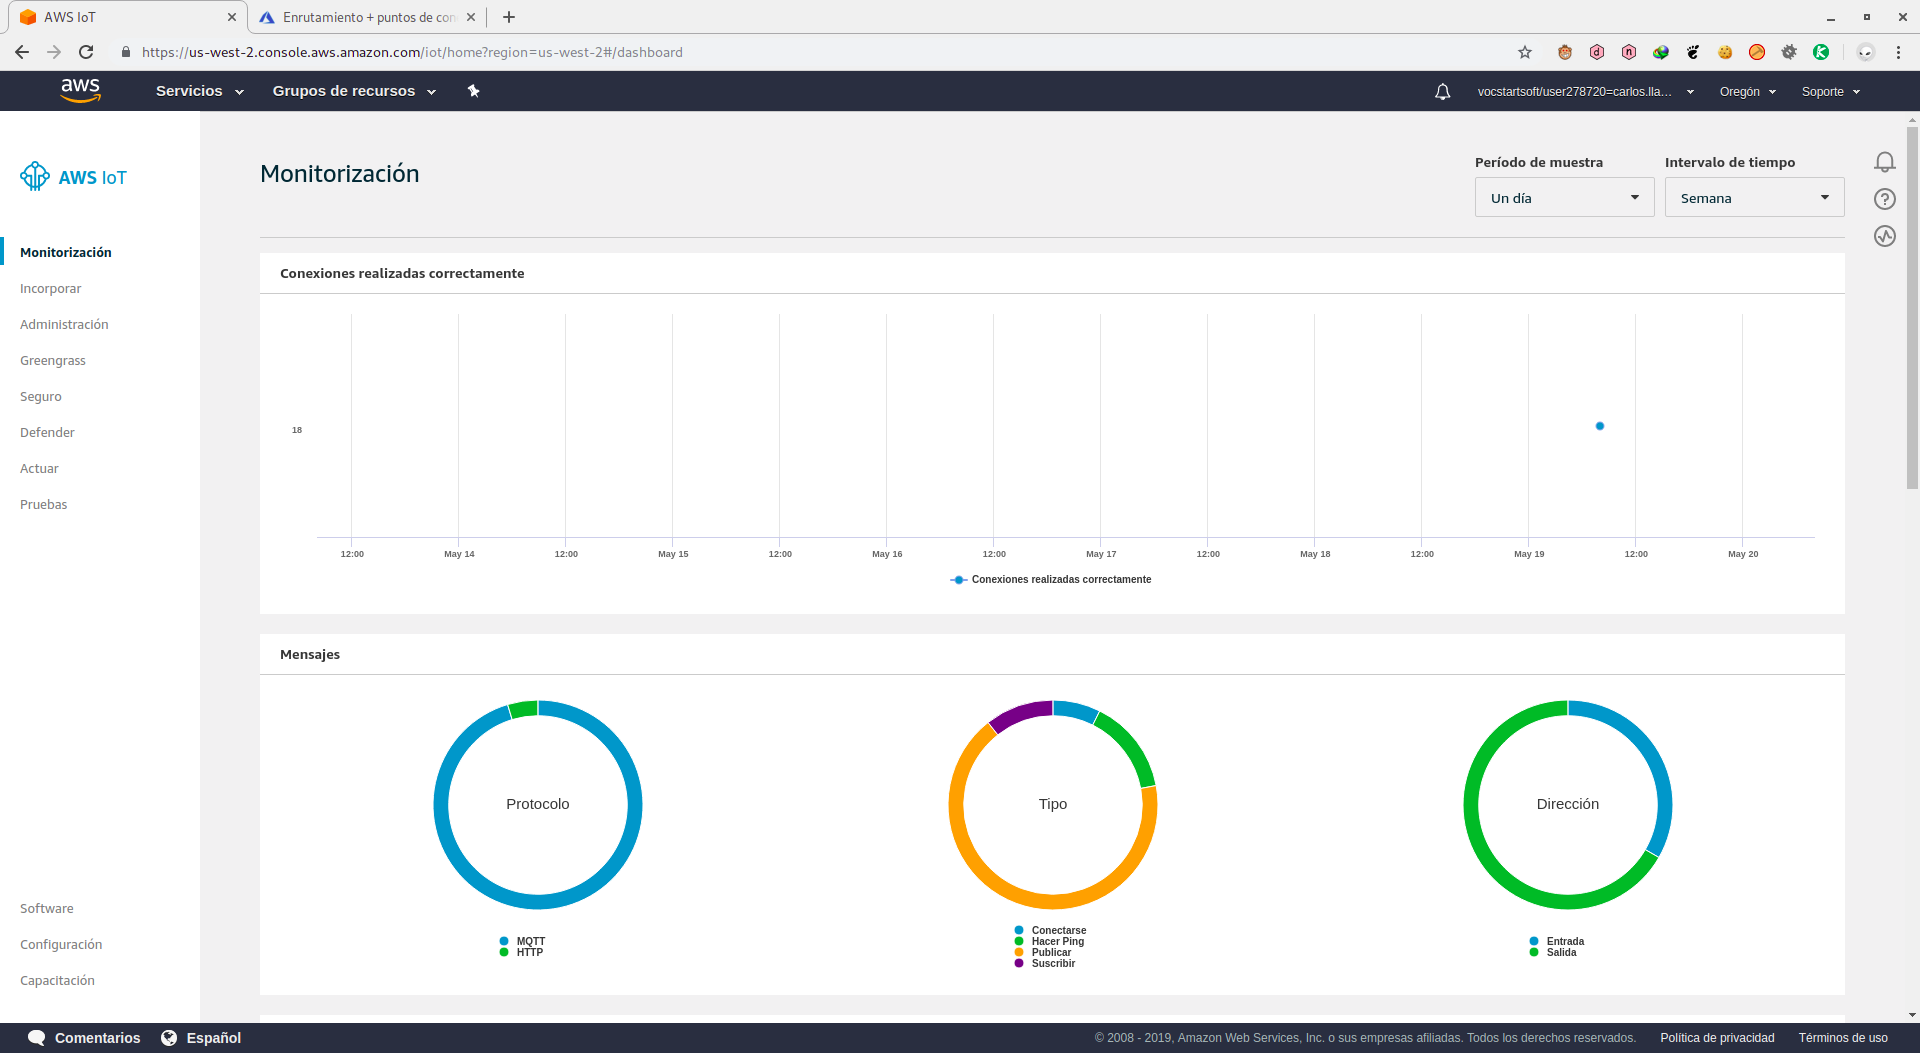 AWS IoT
Enrutamiento + puntos de con
https://us-west-2.console.aws.amazon.com/iot/home?region=us-west-2#/dashboard
aws
Servicios
Grupos de recursos
vocstartsoft/user278720=carlos.lla...
Oregón
Soporte
AWS IoT
Monitorización
Incorporar
Administración
Greengrass
Seguro
Defender
Actuar
Pruebas
Software
Configuración
Capacitación
Monitorización
Período de muestra
Un día
Intervalo de tiempo
Semana
Conexiones realizadas correctamente
18
12:00 May 14 12:00 May 15 12:00 May 16 12:00 May 17 12:00 May 18 12:00 May 19 12:00 May 20
Conexiones realizadas correctamente
Mensajes
Protocolo
MQTT
HTTP
Tipo
Conectarse
Hacer Ping
Publicar
Suscribir
Dirección
Entrada
Salida
Comentarios
Español
© 2008 - 2019, Amazon Web Services, Inc. o sus empresas afiliadas. Todos los derechos reservados.
Política de privacidad
Términos de uso